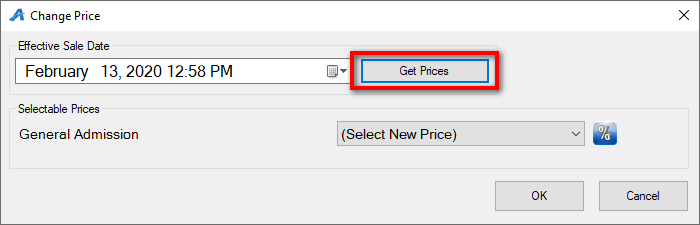 Change Price
Effective Sale Date
February 13, 2020 12:58 PM
Get Prices
Selectable Prices
General Admission
(Select New Price)
%
OK
Cancel